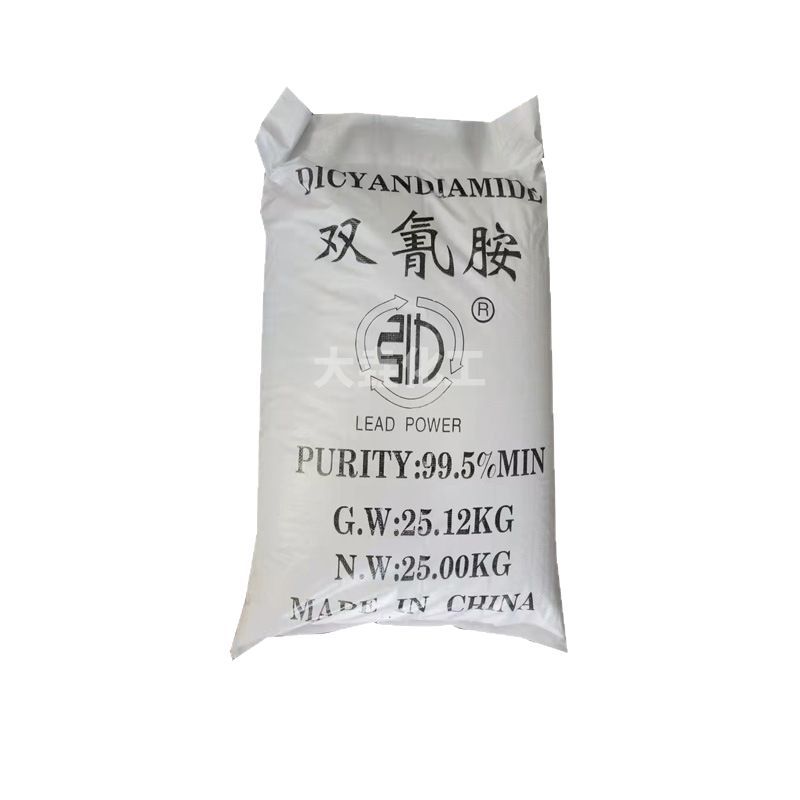 DICYANDIAMIDE
双氰胺
®
LEAD POWER
PURITY:99.5%MIN
G.W:25.12KG
N.W:25.00KG
MADE IN CHINA